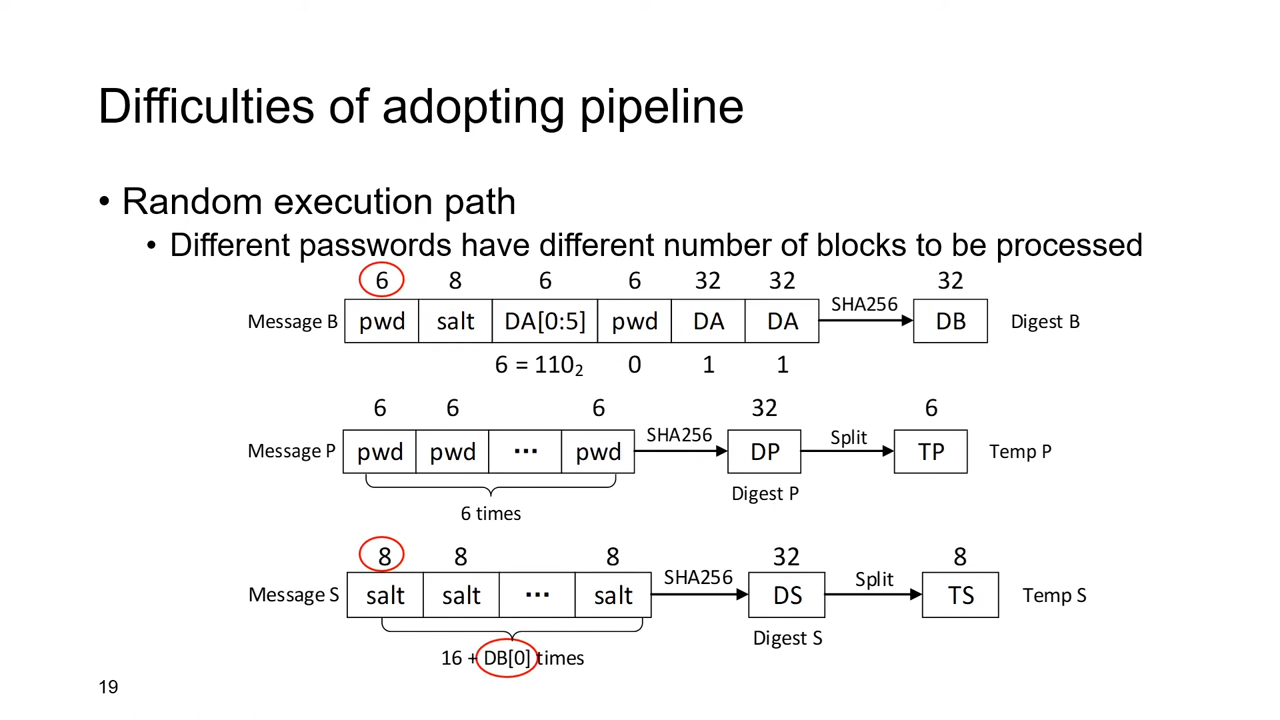 Difficulties of adopting pipeline
• Random execution path
• Different passwords have different number of blocks to be processed
6 8 6 6 32 32 32
Message B pwd salt DA[0:5] pwd DA DA SHA256 DB Digest B
6 = 110₂ 0 1 1
6 6 6 32 6
Message P pwd pwd ... pwd SHA256 DP Split TP Temp P
Digest P
6 times
8 8 8 32 8
Message S salt salt ... salt SHA256 DS Split TS Temp S
Digest S
16 + DB[0] times
19